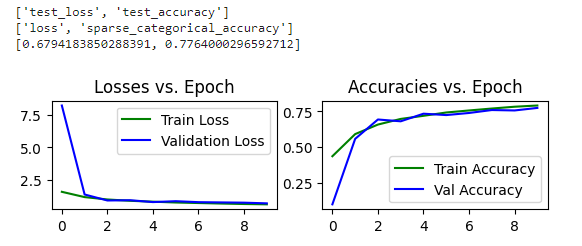 ['test_loss', 'test_accuracy']
['loss', 'sparse_categorical_accuracy']
[0.6794183850288391, 0.7764000296592712]
Losses vs. Epoch
Train Loss
Validation Loss
7.5
5.0
2.5
0 2 4 6 8
Accuracies vs. Epoch
0.75
0.50
0.25
Train Accuracy
Val Accuracy
0 2 4 6 8